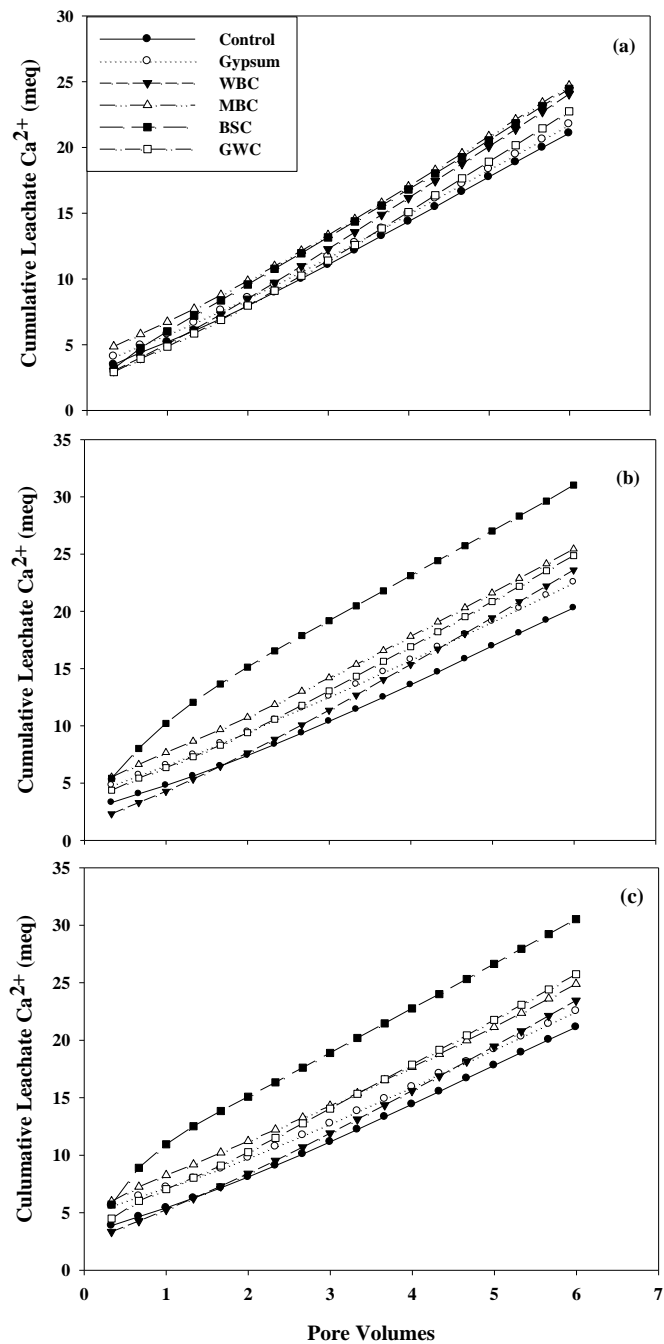 30
25
20
15
10
5
0
Cumulative Leachate Ca2+ (meq)
Control
Gypsum
WBC
MBC
BSC
GWC
(a)
35
30
25
20
15
10
5
0
Cumulative Leachate Ca2+ (meq)
(b)
35
30
25
20
15
10
5
0
Culumative Leachate Ca2+ (meq)
(c)
0 1 2 3 4 5 6 7
Pore Volumes